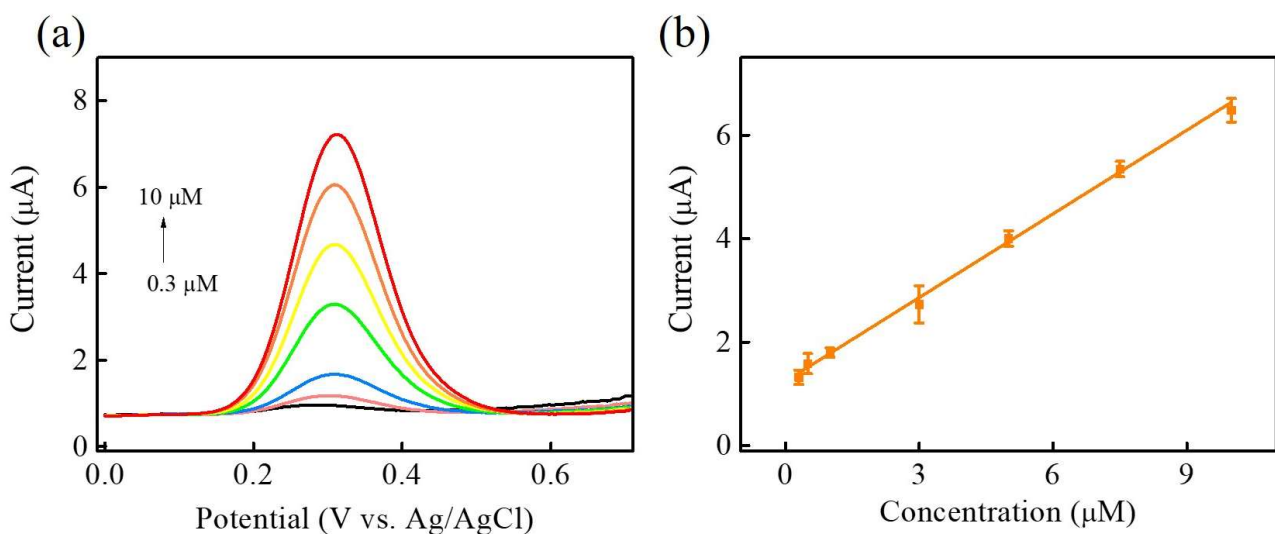 (a)
8
6
4
2
0
Current (μA)
10 μM
0.3 μM
0.0
0.2
0.4
0.6
Potential (V vs. Ag/AgCl)
(b)
6
4
2
0
Current (μA)
0
3
6
9
Concentration (μM)